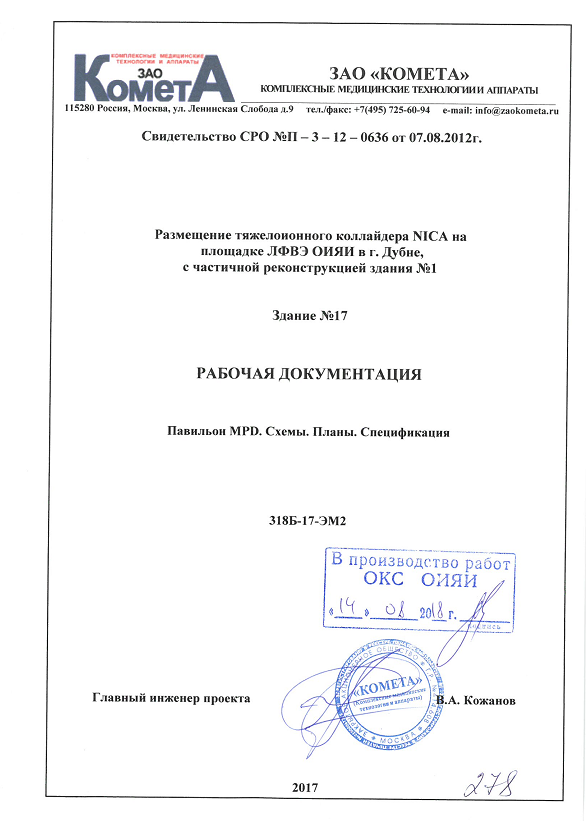 КОМПЛЕКСНЫЕ МЕДИЦИНСКИЕ
ТЕХНОЛОГИИ И АППАРАТЫ
ЗАО
КометА
ЗАО «КОМЕТА»
КОМПЛЕКСНЫЕ МЕДИЦИНСКИЕ ТЕХНОЛОГИИ И АППАРАТЫ
115280 Россия, Москва, ул. Ленинская Слобода д.9 тел./факс: +7(495) 725-60-94 e-mail: info@zaokometa.ru
Свидетельство СРО №П – 3 – 12 – 0636 от 07.08.2012г.
Размещение тяжелоионного коллайдера NICA на
площадке ЛФВЭ ОИЯИ в г. Дубне,
с частичной реконструкцией здания №1
Здание №17
РАБОЧАЯ ДОКУМЕНТАЦИЯ
Павильон MPD. Схемы. Планы. Спецификация
318Б-17-ЭМ2
В производство работ
ОКС ОИЯИ
«14» 08 2018 г.
подпись
«КОМЕТА»
(Комплексные медицинские
технологии и аппараты)
МОСКВА
Главный инженер проекта В.А. Кожанов
2017
278